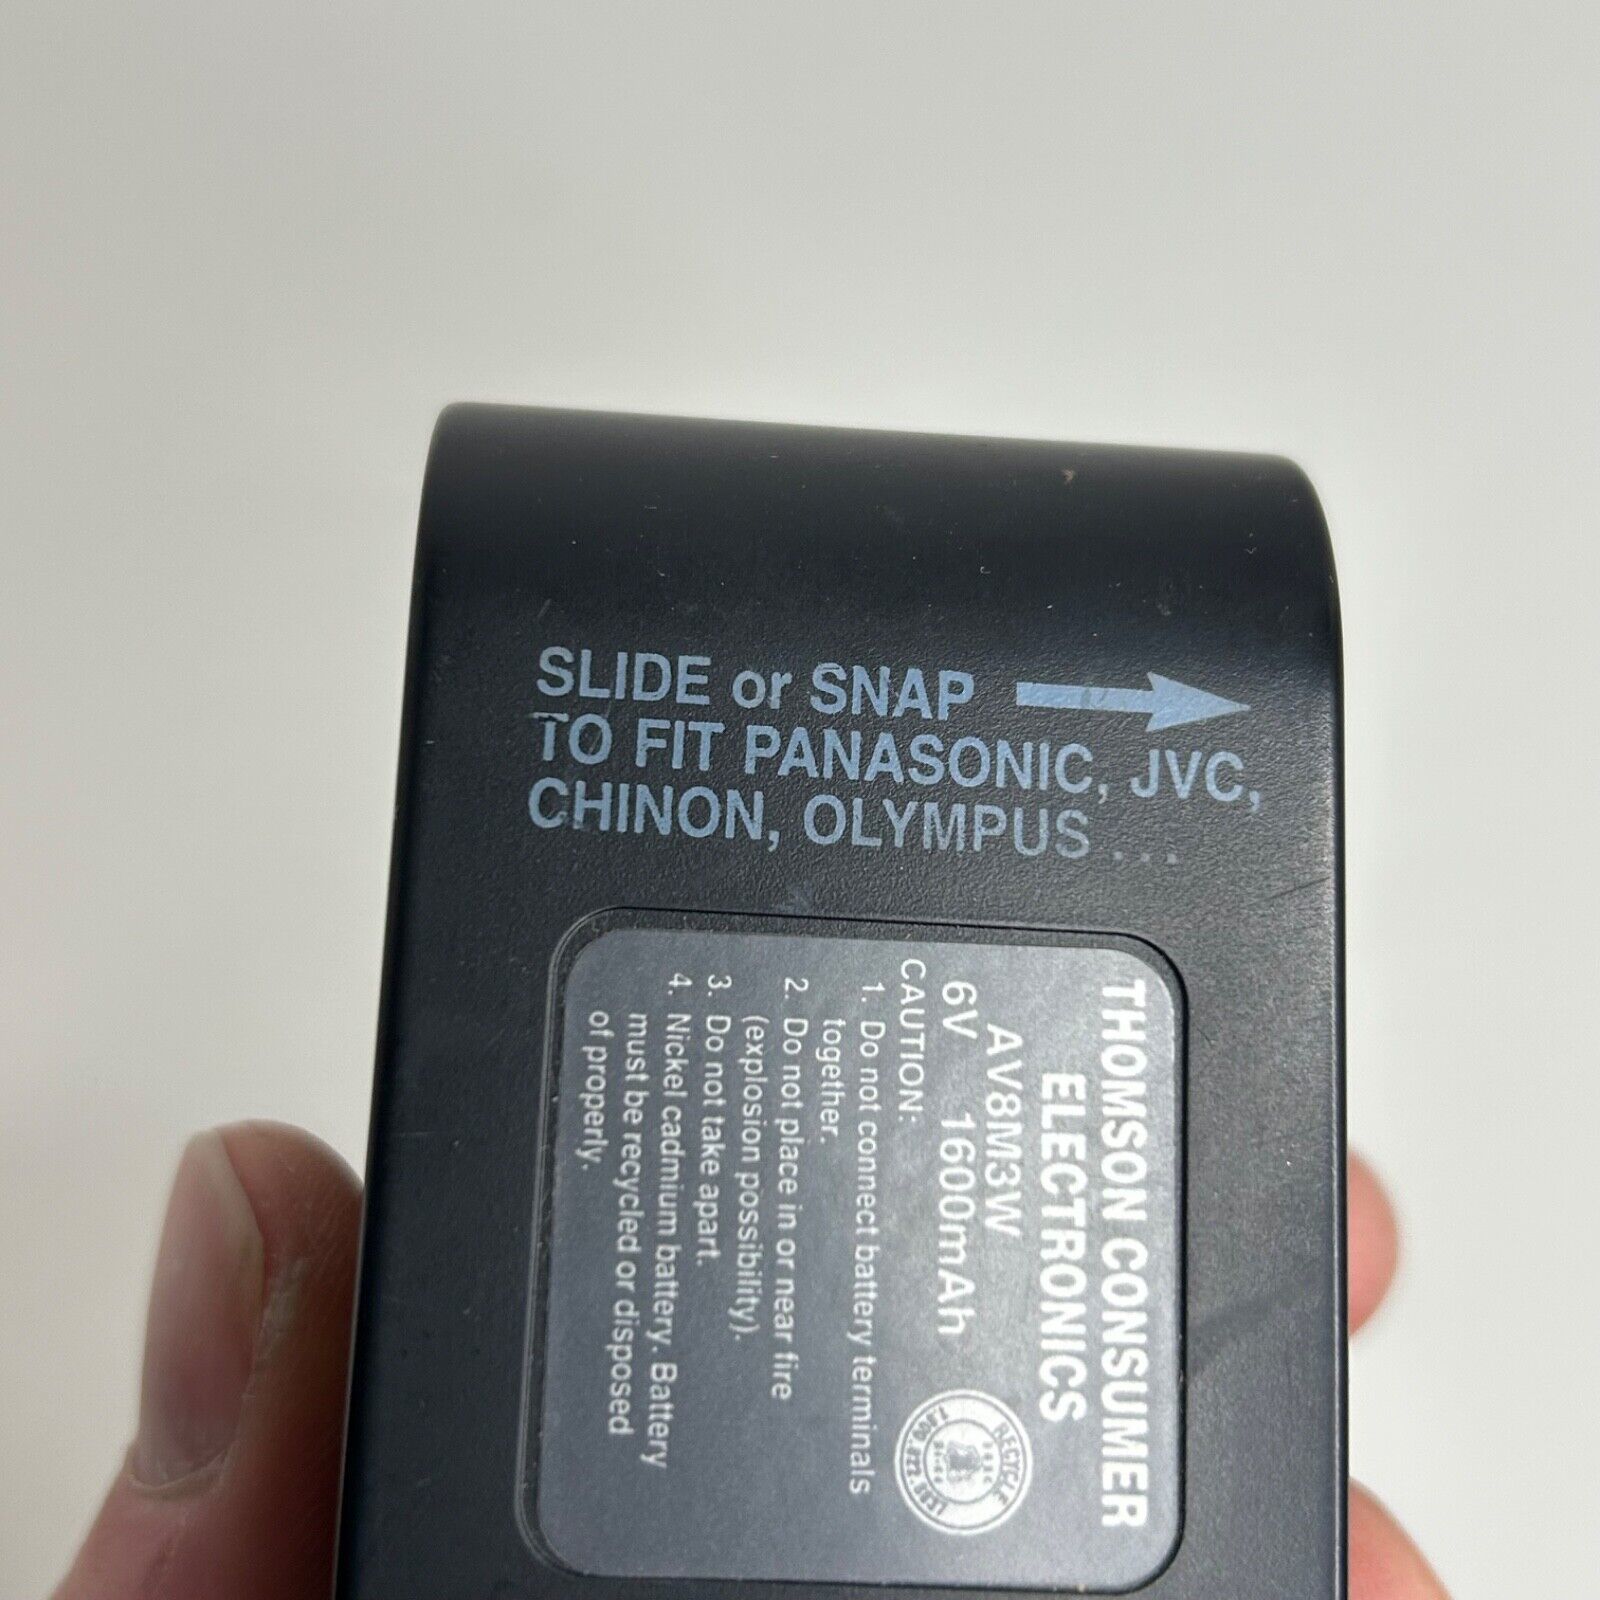 SLIDE or SNAP
TO FIT PANASONIC, JVC,
CHINON, OLYMPUS ...
THOMSON CONSUMER
ELECTRONICS
AV8M3W
6V 1600mAh
CAUTION:
1. Do not connect battery terminals
together.
2. Do not place in or near fire
(explosion possibility).
3. Do not take apart.
4. Nickel cadmium battery. Battery
must be recycled or disposed
of properly.
RECYCLE